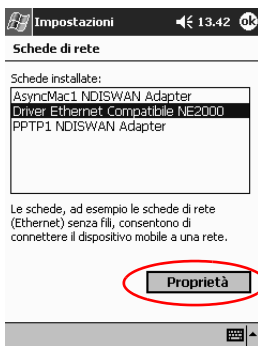 Impostazioni 13.42 ok
Schede di rete
Schede installate:
AsyncMac1 NDISWAN Adapter
Driver Ethernet Compatibile NE2000
PPTP1 NDISWAN Adapter
Le schede, ad esempio le schede di rete
(Ethernet) senza fili, consentono di
connettere il dispositivo mobile a una rete.
Proprietà